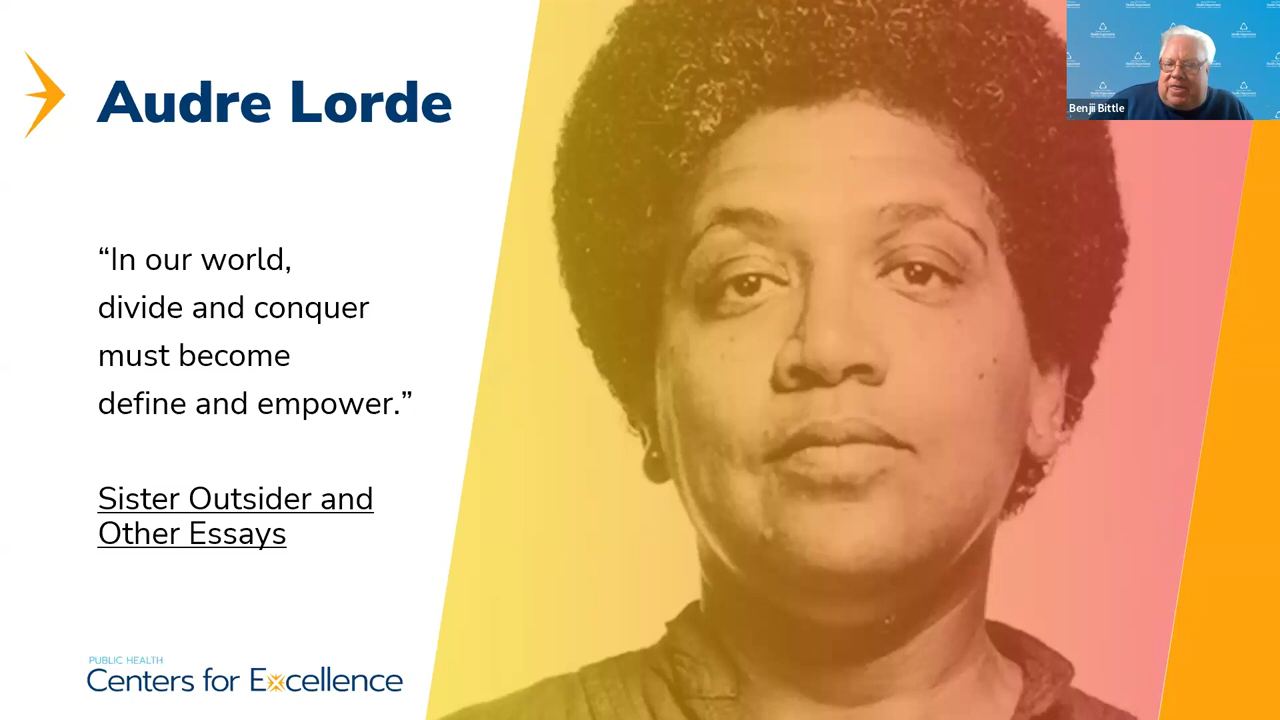 Audre Lorde
“In our world,
divide and conquer
must become
define and empower.”
Sister Outsider and
Other Essays
PUBLIC HEALTH
Centers for Excellence
Benjii Bittle